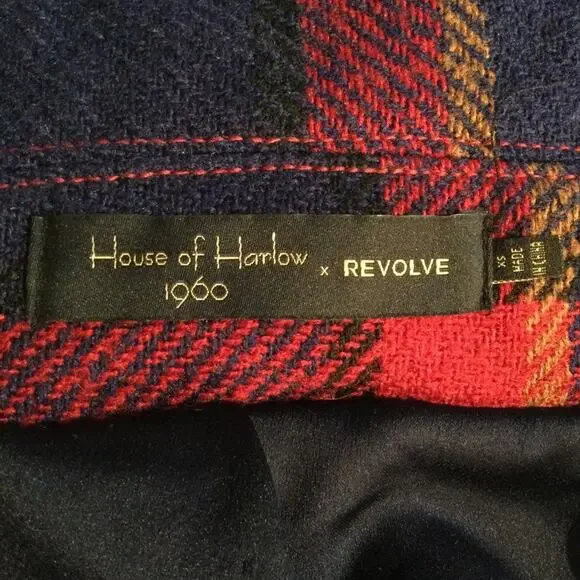 House of Harlow
1960
x REVOLVE
XS
MADE
IN CHINA